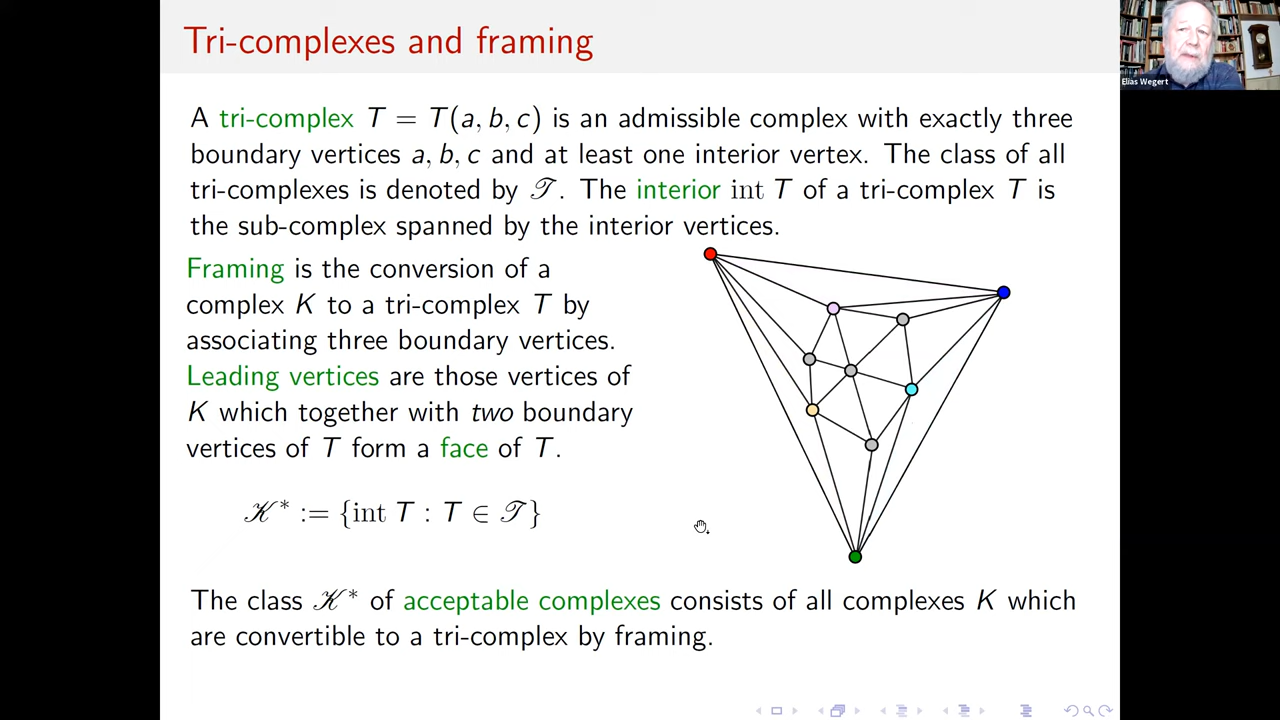 Tri-complexes and framing
Elias Wegert
A tri-complex T = T(a, b, c) is an admissible complex with exactly three
boundary vertices a, b, c and at least one interior vertex. The class of all
tri-complexes is denoted by 𝒯. The interior int T of a tri-complex T is
the sub-complex spanned by the interior vertices.
Framing is the conversion of a
complex K to a tri-complex T by
associating three boundary vertices.
Leading vertices are those vertices of
K which together with two boundary
vertices of T form a face of T.
𝒦* := {int T : T ∈ 𝒯}
The class 𝒦* of acceptable complexes consists of all complexes K which
are convertible to a tri-complex by framing.